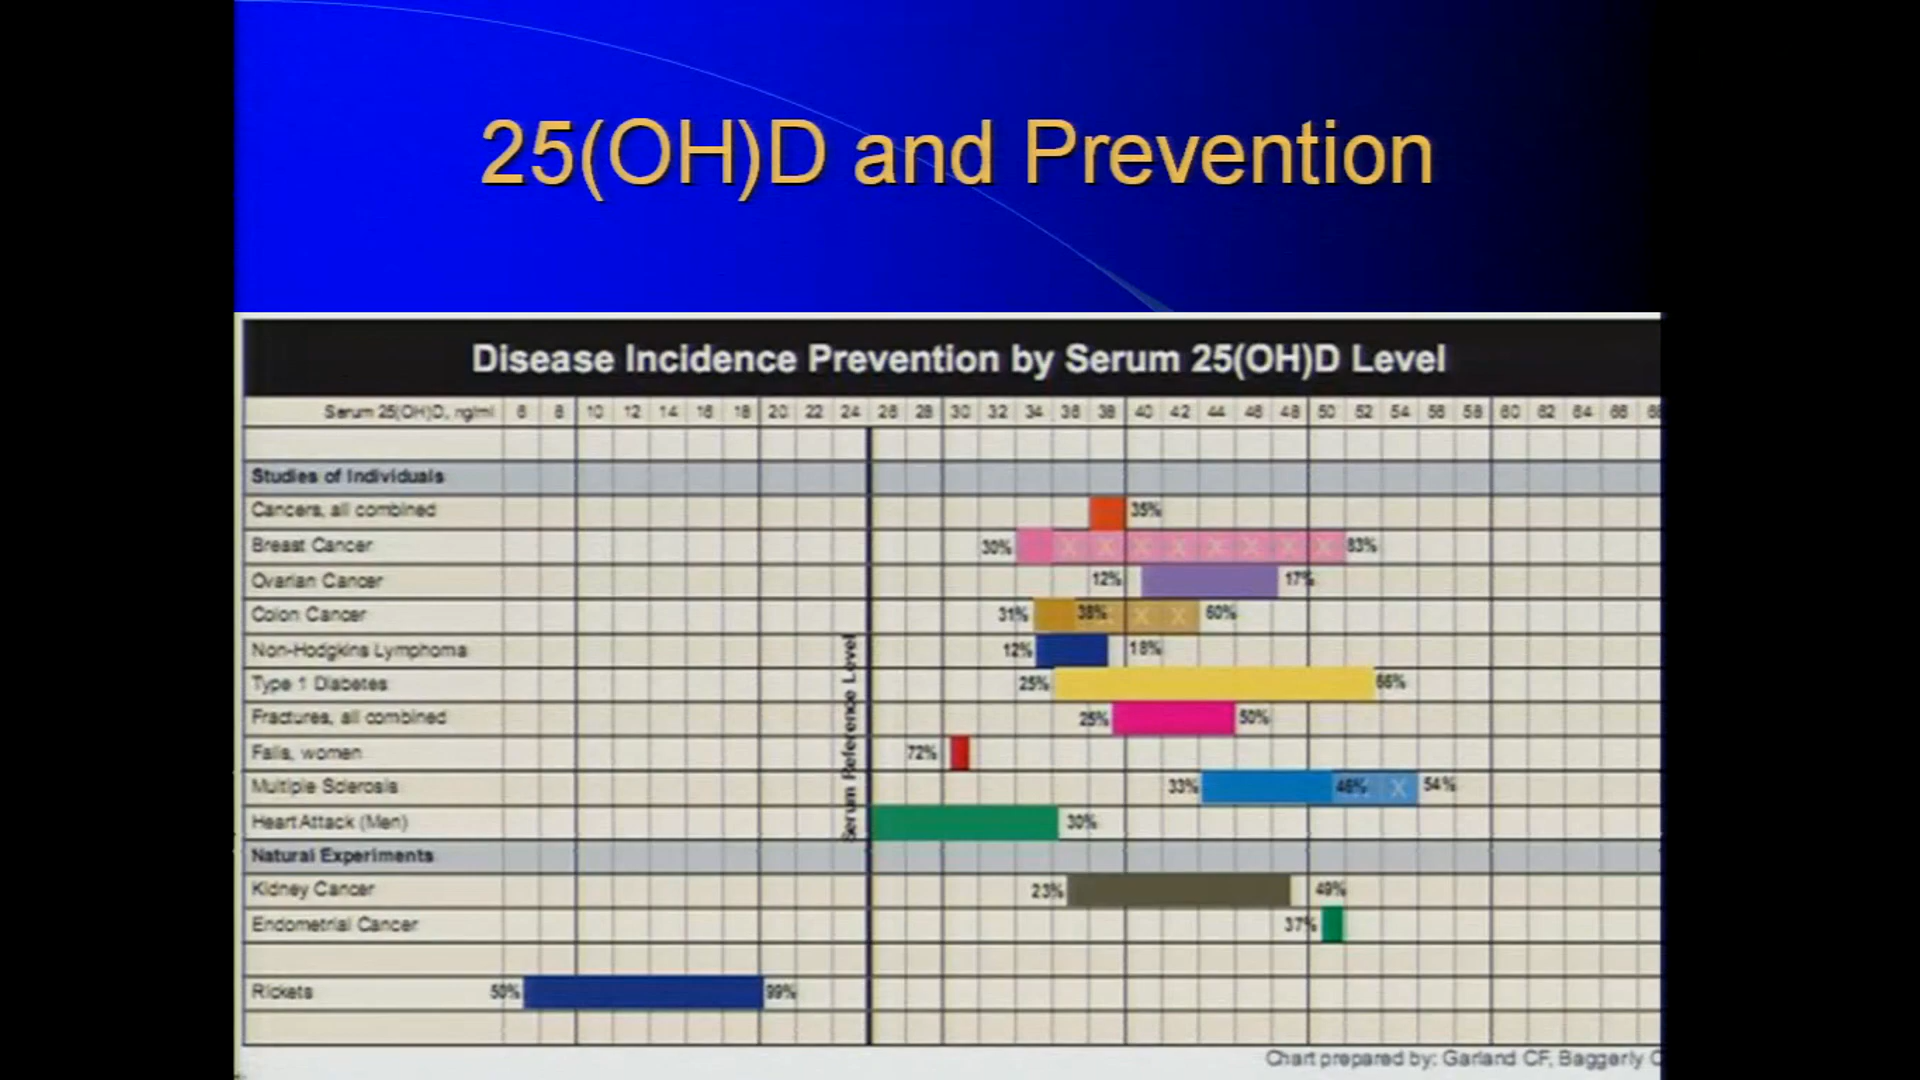 25(OH)D and Prevention
Disease Incidence Prevention by Serum 25(OH)D Level
Serum 25(OH)D, ng/ml 6 8 10 12 14 16 18 20 22 24 26 28 30 32 34 36 38 40 42 44 46 48 50 52 54 56 58 60 62 64 66
Studies of Individuals
Cancers, all combined 35%
Breast Cancer 30% X X X X X X X X 83%
Ovarian Cancer 12% 17%
Colon Cancer 31% 38% X X 60%
Non-Hodgkins Lymphoma 12% 18%
Type 1 Diabetes 25% 66%
Fractures, all combined 25% 50%
Falls, women 72%
Multiple Sclerosis 33% 46% X 54%
Heart Attack (Men) 30%
Serum Reference Level
Natural Experiments
Kidney Cancer 23% 49%
Endometrial Cancer 37%
Rickets 50% 99%
Chart prepared by: Garland CF, Baggerly